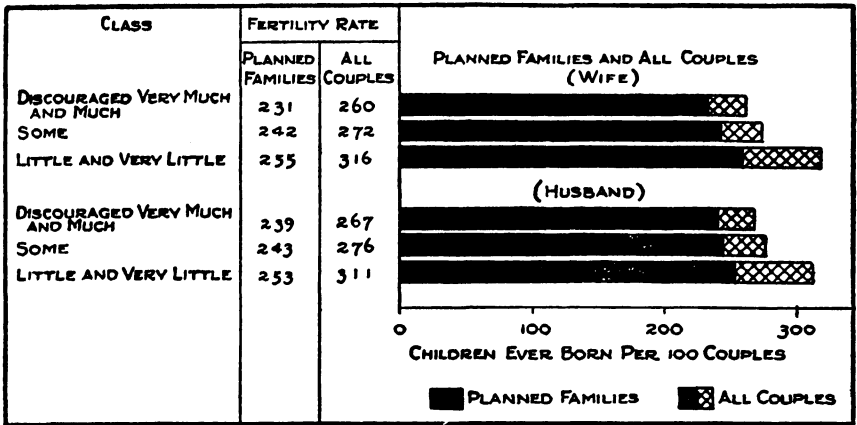 CLASS
FERTILITY RATE
PLANNED FAMILIES
ALL COUPLES
PLANNED FAMILIES AND ALL COUPLES
(WIFE)
DISCOURAGED VERY MUCH
AND MUCH 231 260
SOME 242 272
LITTLE AND VERY LITTLE 255 316
(HUSBAND)
DISCOURAGED VERY MUCH
AND MUCH 239 267
SOME 243 276
LITTLE AND VERY LITTLE 253 311
0 100 200 300
CHILDREN EVER BORN PER 100 COUPLES
PLANNED FAMILIES ALL COUPLES